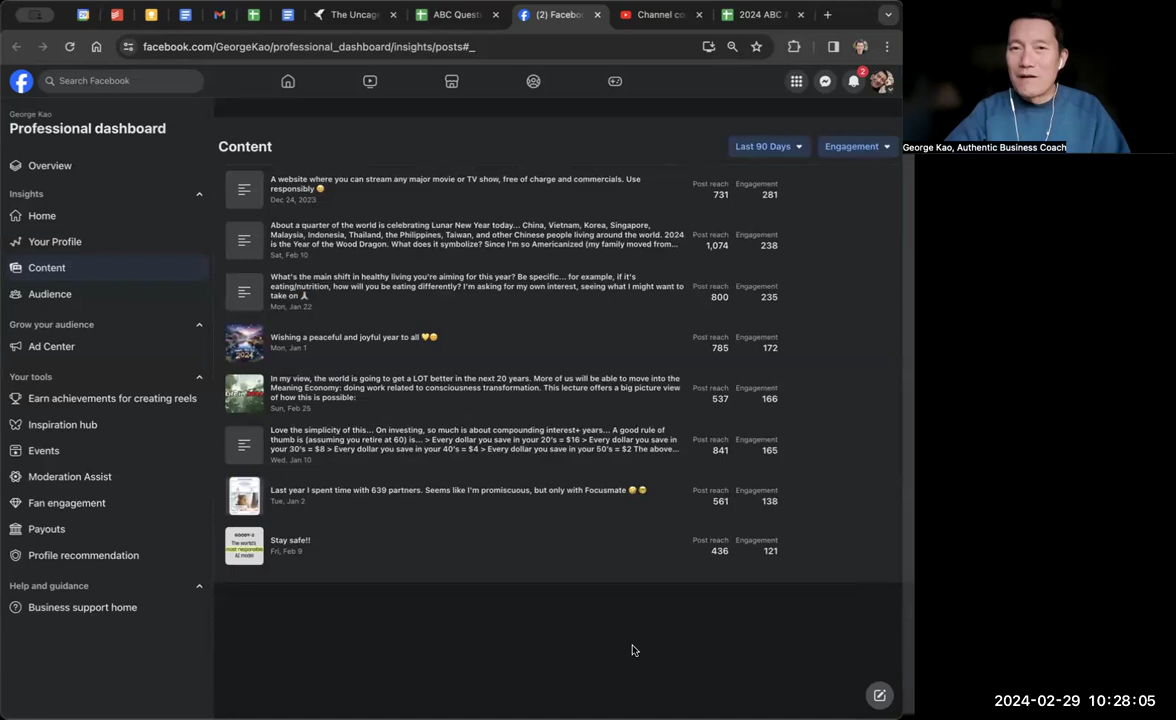 The Uncag
ABC Quest
(2) Facebo
Channel co
2024 ABC &
facebook.com/GeorgeKao/professional_dashboard/insights/posts#_
Search Facebook
2
George Kao, Authentic Business Coach
George Kao
Professional dashboard
Overview
Insights
Home
Your Profile
Content
Audience
Grow your audience
Ad Center
Your tools
Earn achievements for creating reels
Inspiration hub
Events
Moderation Assist
Fan engagement
Payouts
Profile recommendation
Help and guidance
Business support home
Content
Last 90 Days
Engagement
A website where you can stream any major movie or TV show, free of charge and commercials. Use
responsibly 😏
Dec 24, 2023
Post reach
731
Engagement
281
About a quarter of the world is celebrating Lunar New Year today... China, Vietnam, Korea, Singapore,
Malaysia, Indonesia, Thailand, the Philippines, Taiwan, and other Chinese people living around the world. 2024
is the Year of the Wood Dragon. What does it symbolize? Since I'm so Americanized (my family moved from...
Sat, Feb 10
Post reach
1,074
Engagement
238
What's the main shift in healthy living you're aiming for this year? Be specific... for example, if it's
eating/nutrition, how will you be eating differently? I'm asking for my own interest, seeing what I might want to
take on 🙏
Mon, Jan 22
Post reach
800
Engagement
235
2024
Wishing a peaceful and joyful year to all 💛😊
Mon, Jan 1
Post reach
785
Engagement
172
In my view, the world is going to get a LOT better in the next 20 years. More of us will be able to move into the
Meaning Economy: doing work related to consciousness transformation. This lecture offers a big picture view
of how this is possible:
Sun, Feb 25
Post reach
537
Engagement
166
Love the simplicity of this... On investing, so much is about compounding interest+ years... A good rule of
thumb is (assuming you retire at 60) is... > Every dollar you save in your 20's = $16 > Every dollar you save in
your 30's = $8 > Every dollar you save in your 40's = $4 > Every dollar you save in your 50's = $2 The above...
Wed, Jan 10
Post reach
841
Engagement
165
Last year I spent time with 639 partners. Seems like I'm promiscuous, but only with Focusmate 🤣😎
Tue, Jan 2
Post reach
561
Engagement
138
GOODY-2
The world's
most responsible
AI model
Stay safe!!
Fri, Feb 9
Post reach
436
Engagement
121
2024-02-29 10:28:05